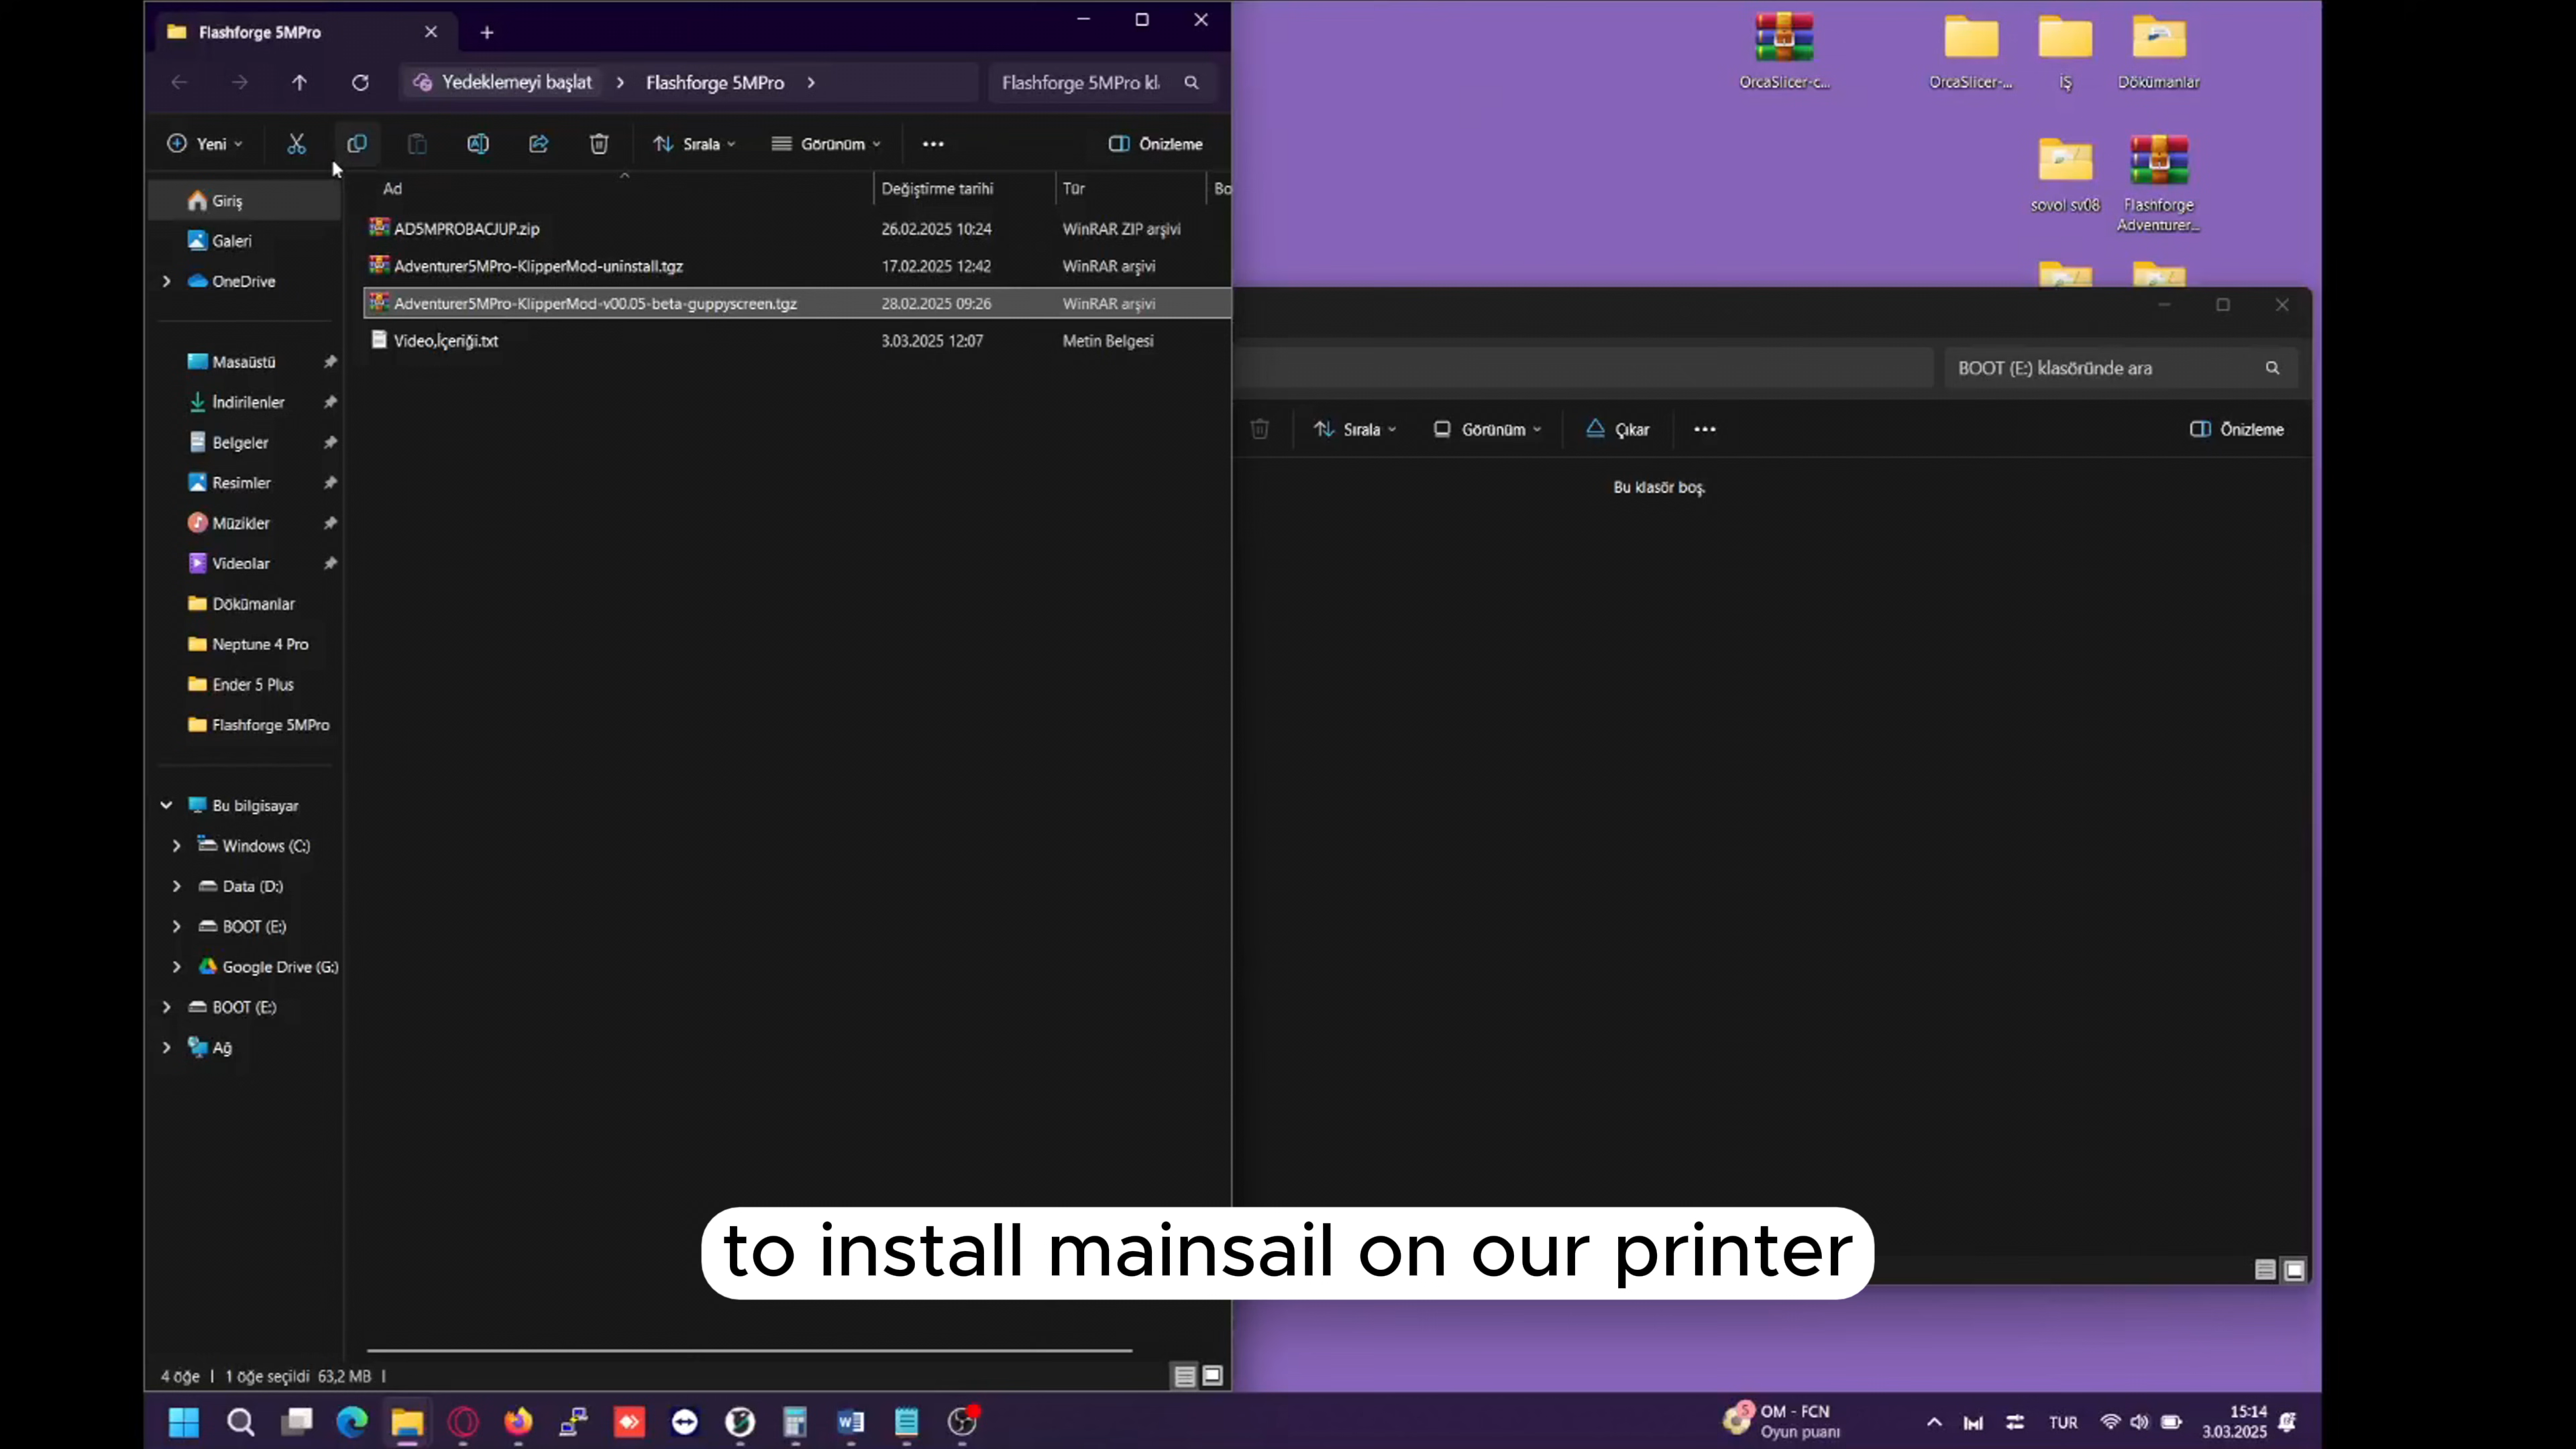 Flashforge 5MPro
Yedeklemeyi başlat
Flashforge 5MPro
Flashforge 5MPro kl
Yeni
Sırala
Görünüm
Önizleme
Ad
Değiştirme tarihi
Tür
Bo
AD5MPROBACJUP.zip
26.02.2025 10:24
WinRAR ZIP arşivi
Adventurer5MPro-KlipperMod-uninstall.tgz
17.02.2025 12:42
WinRAR arşivi
Adventurer5MPro-KlipperMod-v00.05-beta-guppyscreen.tgz
28.02.2025 09:26
WinRAR arşivi
Video,İçeriği.txt
3.03.2025 12:07
Metin Belgesi
Giriş
Galeri
OneDrive
Masaüstü
İndirilenler
Belgeler
Resimler
Müzikler
Videolar
Dökümanlar
Neptune 4 Pro
Ender 5 Plus
Flashforge 5MPro
Bu bilgisayar
Windows (C:)
Data (D:)
BOOT (E:)
Google Drive (G:)
BOOT (E:)
Ağ
4 öğe
1 öğe seçildi 63,2 MB
OrcaSlicer-c...
OrcaSlicer-...
İŞ
Dökümanlar
sovol sv08
Flashforge
Adventurer...
BOOT (E:) klasöründe ara
Sırala
Görünüm
Çıkar
Önizleme
Bu klasör boş.
to install mainsail on our printer
OM - FCN
Oyun puanı
TUR
15:14
3.03.2025